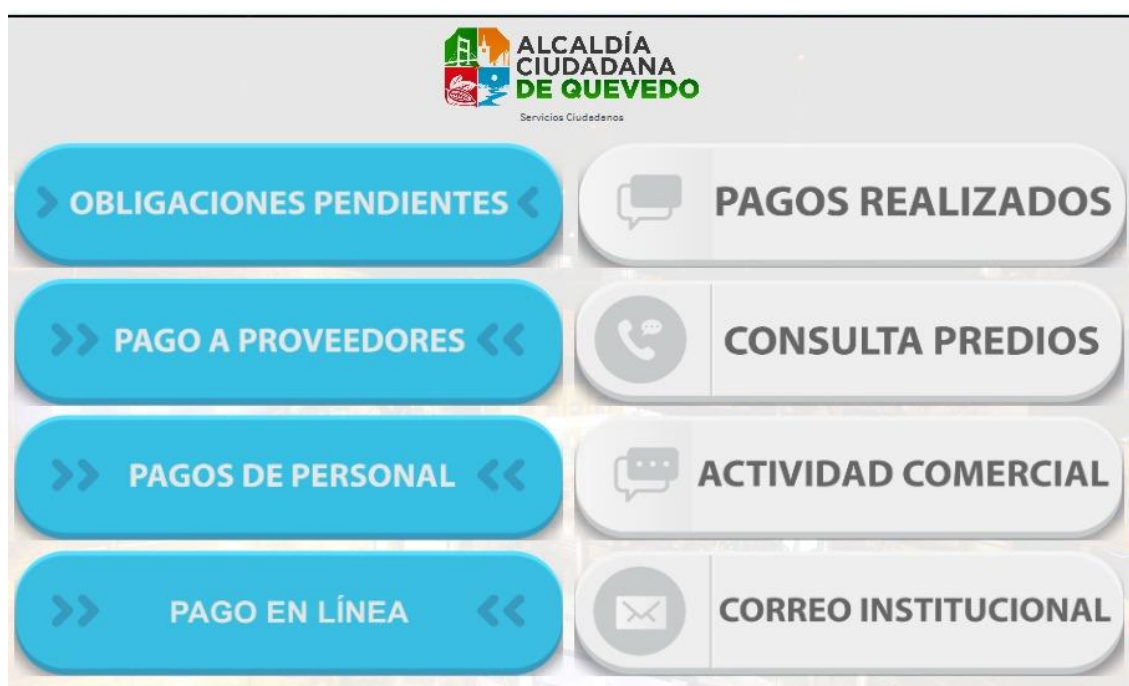 ALCALDÍA
CIUDADANA
DE QUEVEDO
Servicios Ciudadanos
OBLIGACIONES PENDIENTES
PAGOS REALIZADOS
PAGO A PROVEEDORES
CONSULTA PREDIOS
PAGOS DE PERSONAL
ACTIVIDAD COMERCIAL
PAGO EN LÍNEA
CORREO INSTITUCIONAL